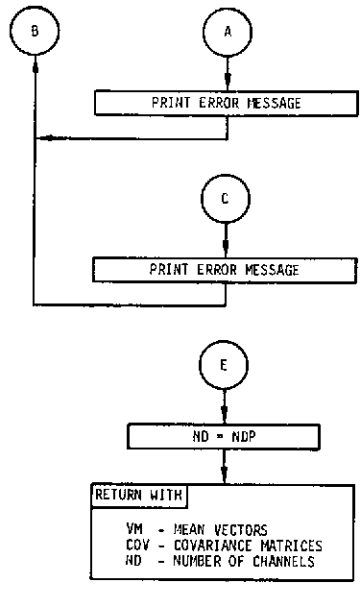 B
A
PRINT ERROR MESSAGE
C
PRINT ERROR MESSAGE
E
ND = NDP
RETURN WITH
VM - MEAN VECTORS
COV - COVARIANCE MATRICES
ND - NUMBER OF CHANNELS